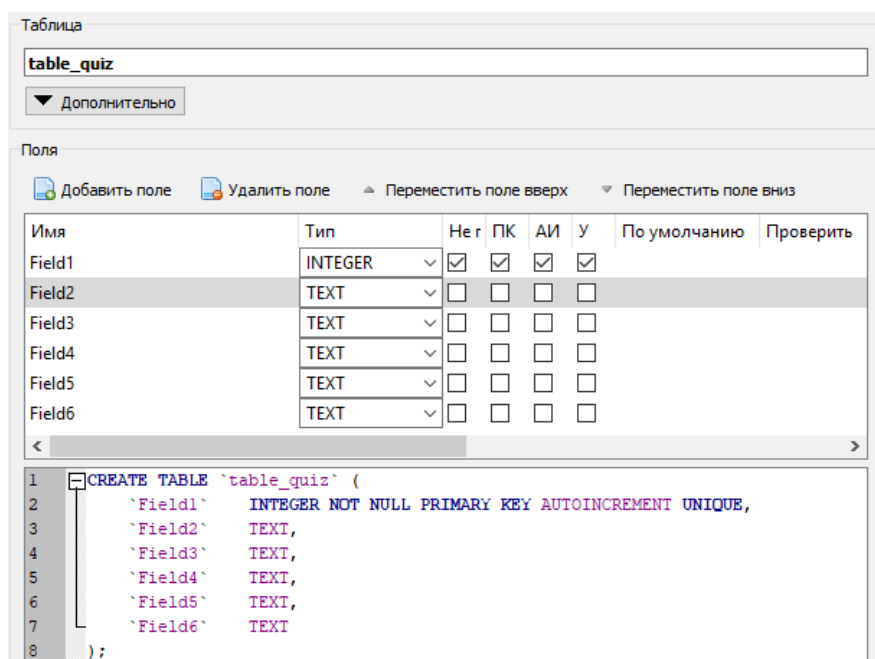 Таблица
table_quiz
Дополнительно
Поля
Добавить поле Удалить поле Переместить поле вверх Переместить поле вниз
Имя Тип Не г ПК АИ У По умолчанию Проверить
Field1 INTEGER
Field2 TEXT
Field3 TEXT
Field4 TEXT
Field5 TEXT
Field6 TEXT
1 CREATE TABLE `table_quiz` (
2 `Field1` INTEGER NOT NULL PRIMARY KEY AUTOINCREMENT UNIQUE,
3 `Field2` TEXT,
4 `Field3` TEXT,
5 `Field4` TEXT,
6 `Field5` TEXT,
7 `Field6` TEXT
8 );